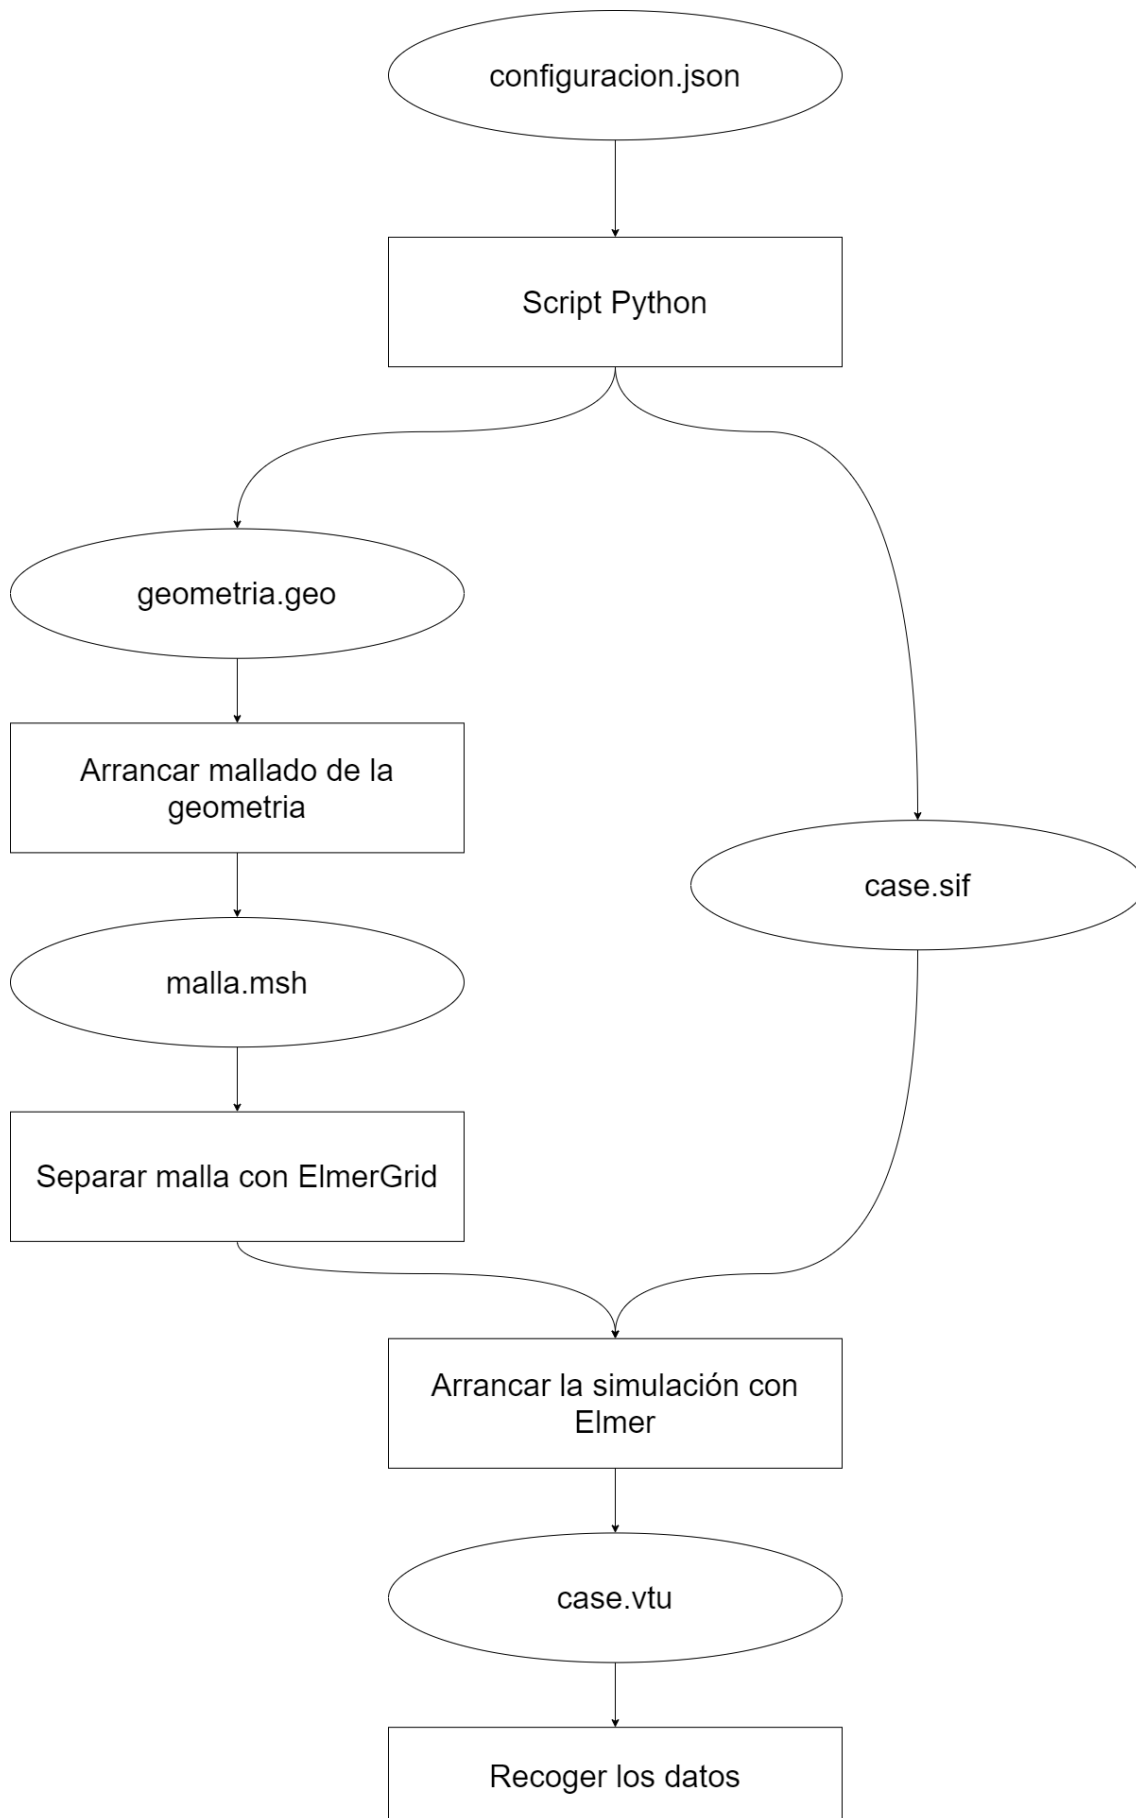 configuracion.json
Script Python
geometria.geo
Arrancar mallado de la
geometria
case.sif
malla.msh
Separar malla con ElmerGrid
Arrancar la simulación con
Elmer
case.vtu
Recoger los datos